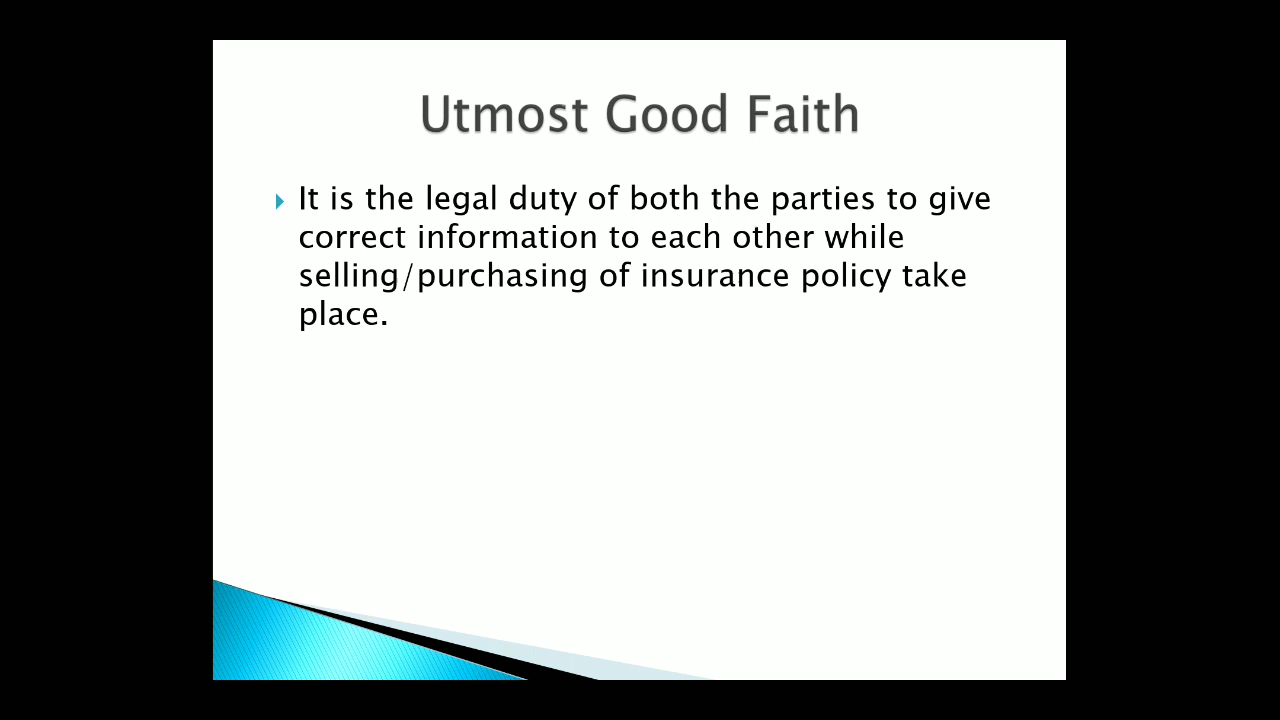 Utmost Good Faith
It is the legal duty of both the parties to give
correct information to each other while
selling/purchasing of insurance policy take
place.